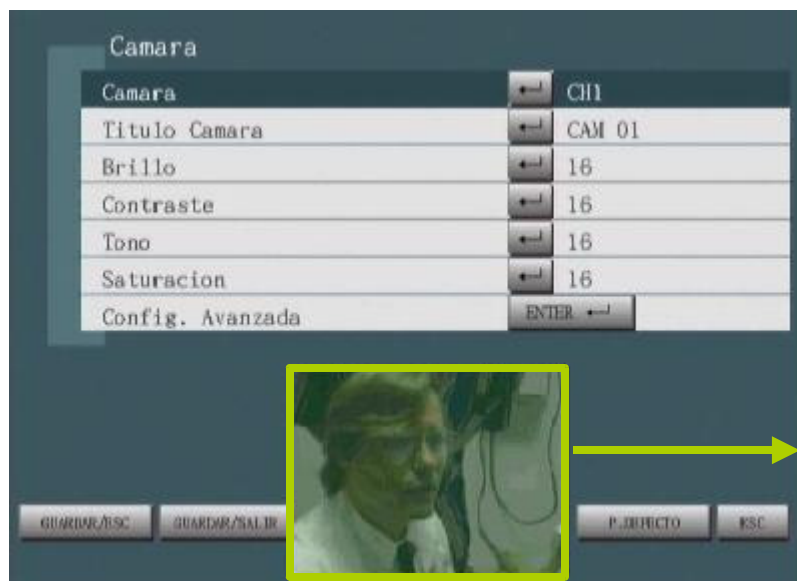 Camara
Camara CH1
Titulo Camara CAM 01
Brillo 16
Contraste 16
Tono 16
Saturacion 16
Config. Avanzada ENTER
GUARDAR/ESC GUARDAR/SALIR P.DEFECTO ESC